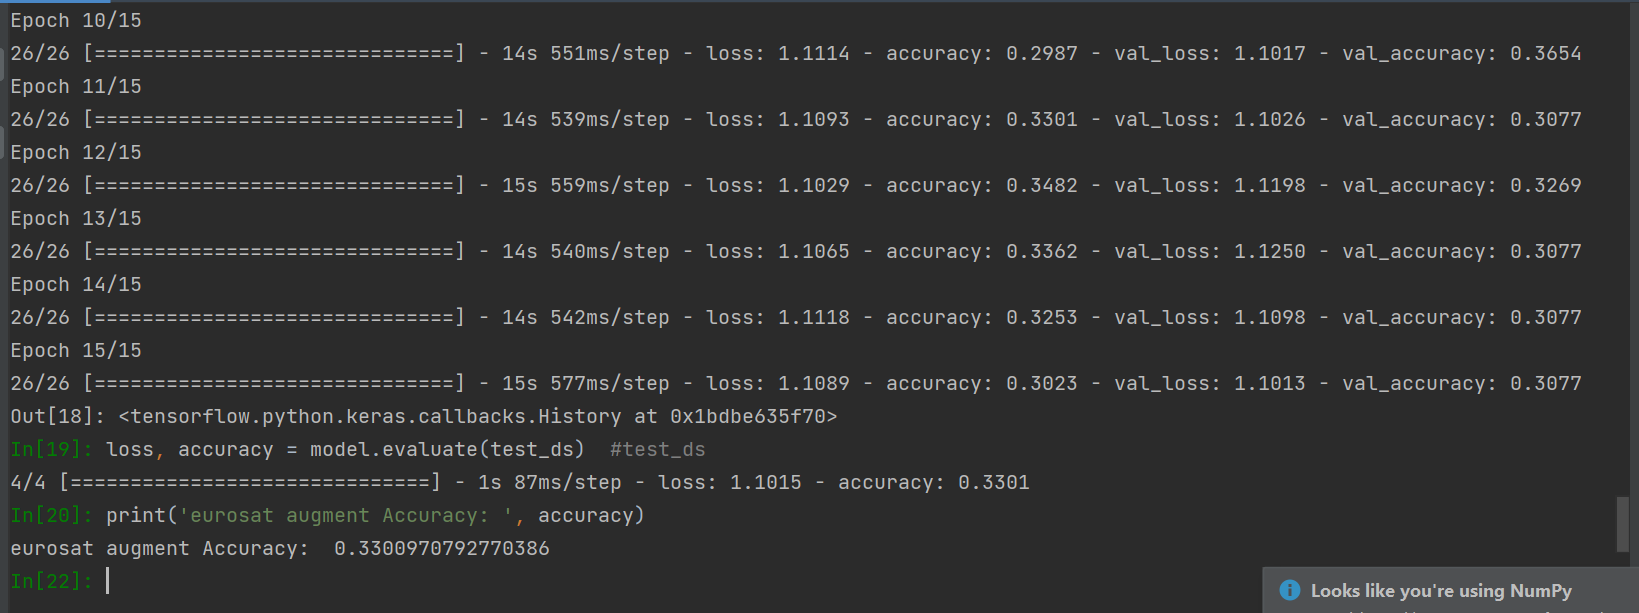 Epoch 10/15
26/26 [==============================] - 14s 551ms/step - loss: 1.1114 - accuracy: 0.2987 - val_loss: 1.1017 - val_accuracy: 0.3654
Epoch 11/15
26/26 [==============================] - 14s 539ms/step - loss: 1.1093 - accuracy: 0.3301 - val_loss: 1.1026 - val_accuracy: 0.3077
Epoch 12/15
26/26 [==============================] - 15s 559ms/step - loss: 1.1029 - accuracy: 0.3482 - val_loss: 1.1198 - val_accuracy: 0.3269
Epoch 13/15
26/26 [==============================] - 14s 540ms/step - loss: 1.1065 - accuracy: 0.3362 - val_loss: 1.1250 - val_accuracy: 0.3077
Epoch 14/15
26/26 [==============================] - 14s 542ms/step - loss: 1.1118 - accuracy: 0.3253 - val_loss: 1.1098 - val_accuracy: 0.3077
Epoch 15/15
26/26 [==============================] - 15s 577ms/step - loss: 1.1089 - accuracy: 0.3023 - val_loss: 1.1013 - val_accuracy: 0.3077
Out[18]: <tensorflow.python.keras.callbacks.History at 0x1bdbe635f70>
In[19]: loss, accuracy = model.evaluate(test_ds)  #test_ds
4/4 [==============================] - 1s 87ms/step - loss: 1.1015 - accuracy: 0.3301
In[20]: print('eurosat augment Accuracy: ', accuracy)
eurosat augment Accuracy:  0.3300970792770386
In[22]:
Looks like you're using NumPy